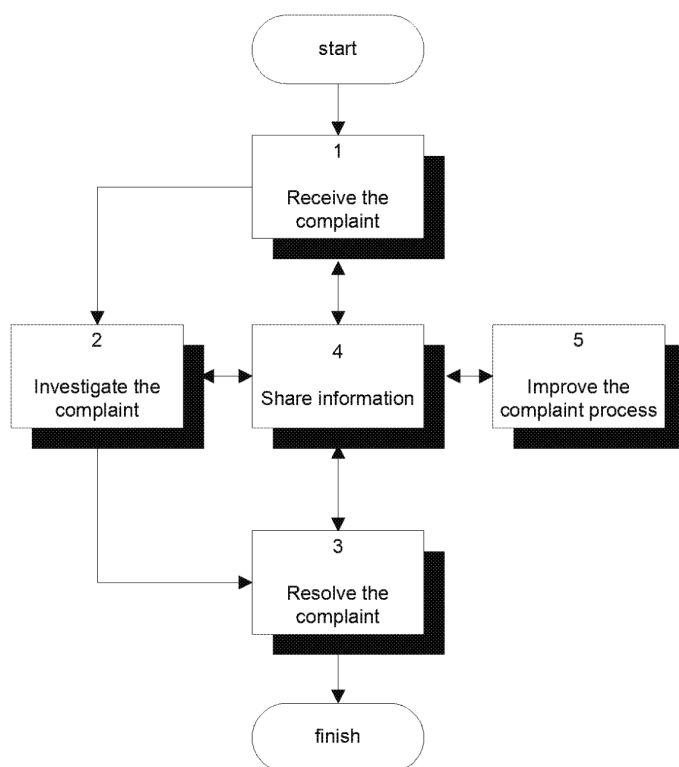 start
1
Receive the
complaint
2
Investigate the
complaint
4
Share information
5
Improve the
complaint process
3
Resolve the
complaint
finish